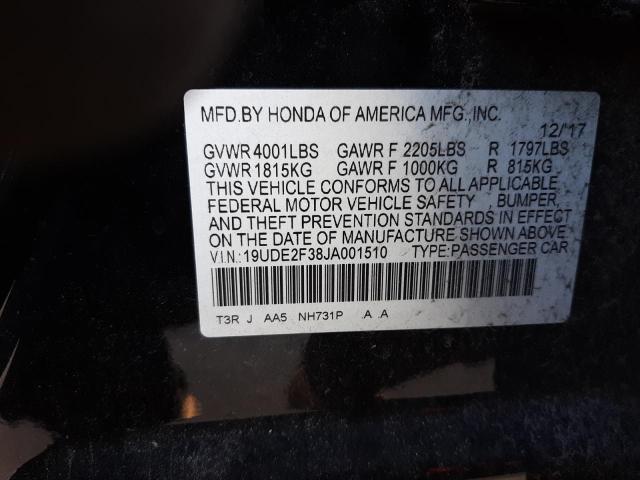 MFD.BY HONDA OF AMERICA MFG.,INC.
12/'17
GVWR 4001LBS GAWR F 2205LBS R 1797LBS
GVWR 1815KG GAWR F 1000KG R 815KG
THIS VEHICLE CONFORMS TO ALL APPLICABLE
FEDERAL MOTOR VEHICLE SAFETY BUMPER,
AND THEFT PREVENTION STANDARDS IN EFFECT
ON THE DATE OF MANUFACTURE SHOWN ABOVE.
V.I.N.:19UDE2F38JA001510 TYPE:PASSENGER CAR
T3R J AA5 NH731P .A .A